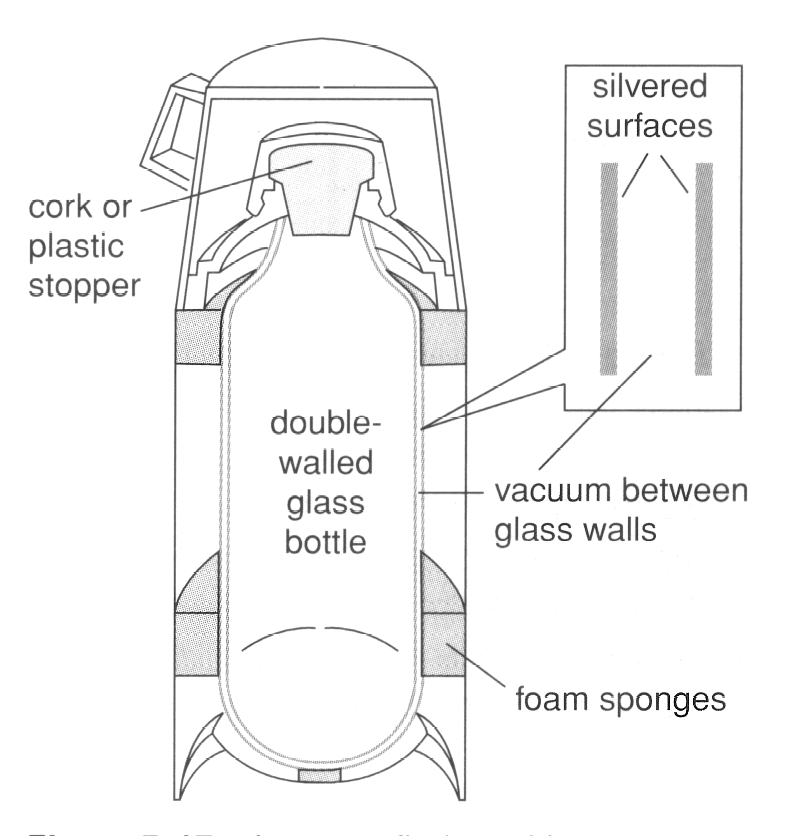 silvered
surfaces
cork or
plastic
stopper
double-
walled
glass
bottle
vacuum between
glass walls
foam sponges